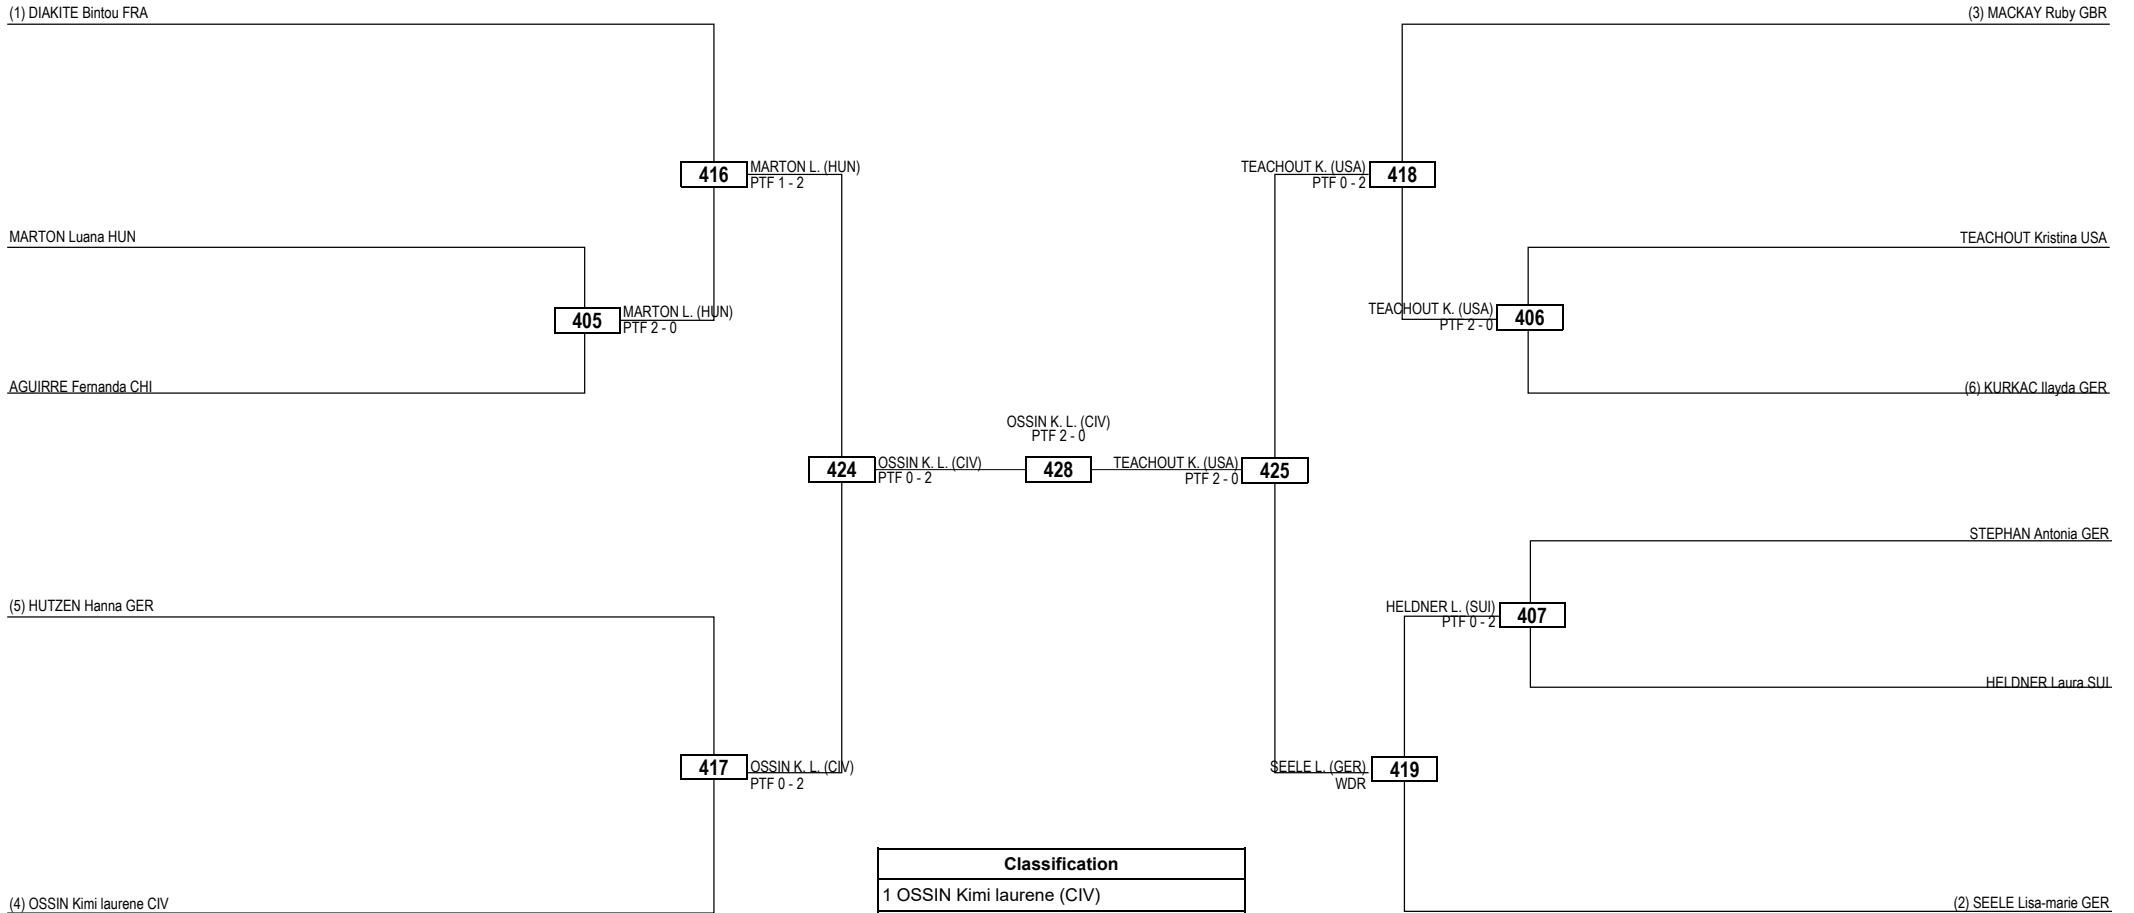 (1) DIAKITE Bintou FRA
(3) MACKAY Ruby GBR
416
MARTON L. (HUN)
PTF 1 - 2
TEACHOUT K. (USA)
PTF 0 - 2
418
MARTON Luana HUN
TEACHOUT Kristina USA
405
MARTON L. (HUN)
PTF 2 - 0
TEACHOUT K. (USA)
PTF 2 - 0
406
AGUIRRE Fernanda CHI
(6) KURKAC Ilayda GER
OSSIN K. L. (CIV)
PTF 2 - 0
424
OSSIN K. L. (CIV)
PTF 0 - 2
428
TEACHOUT K. (USA)
PTF 2 - 0
425
STEPHAN Antonia GER
(5) HUTZEN Hanna GER
HELDNER L. (SUI)
PTF 0 - 2
407
HELDNER Laura SUI
417
OSSIN K. L. (CIV)
PTF 0 - 2
SEELE L. (GER)
WDR
419
Classification
1 OSSIN Kimi laurene (CIV)
(4) OSSIN Kimi laurene CIV
(2) SEELE Lisa-marie GER